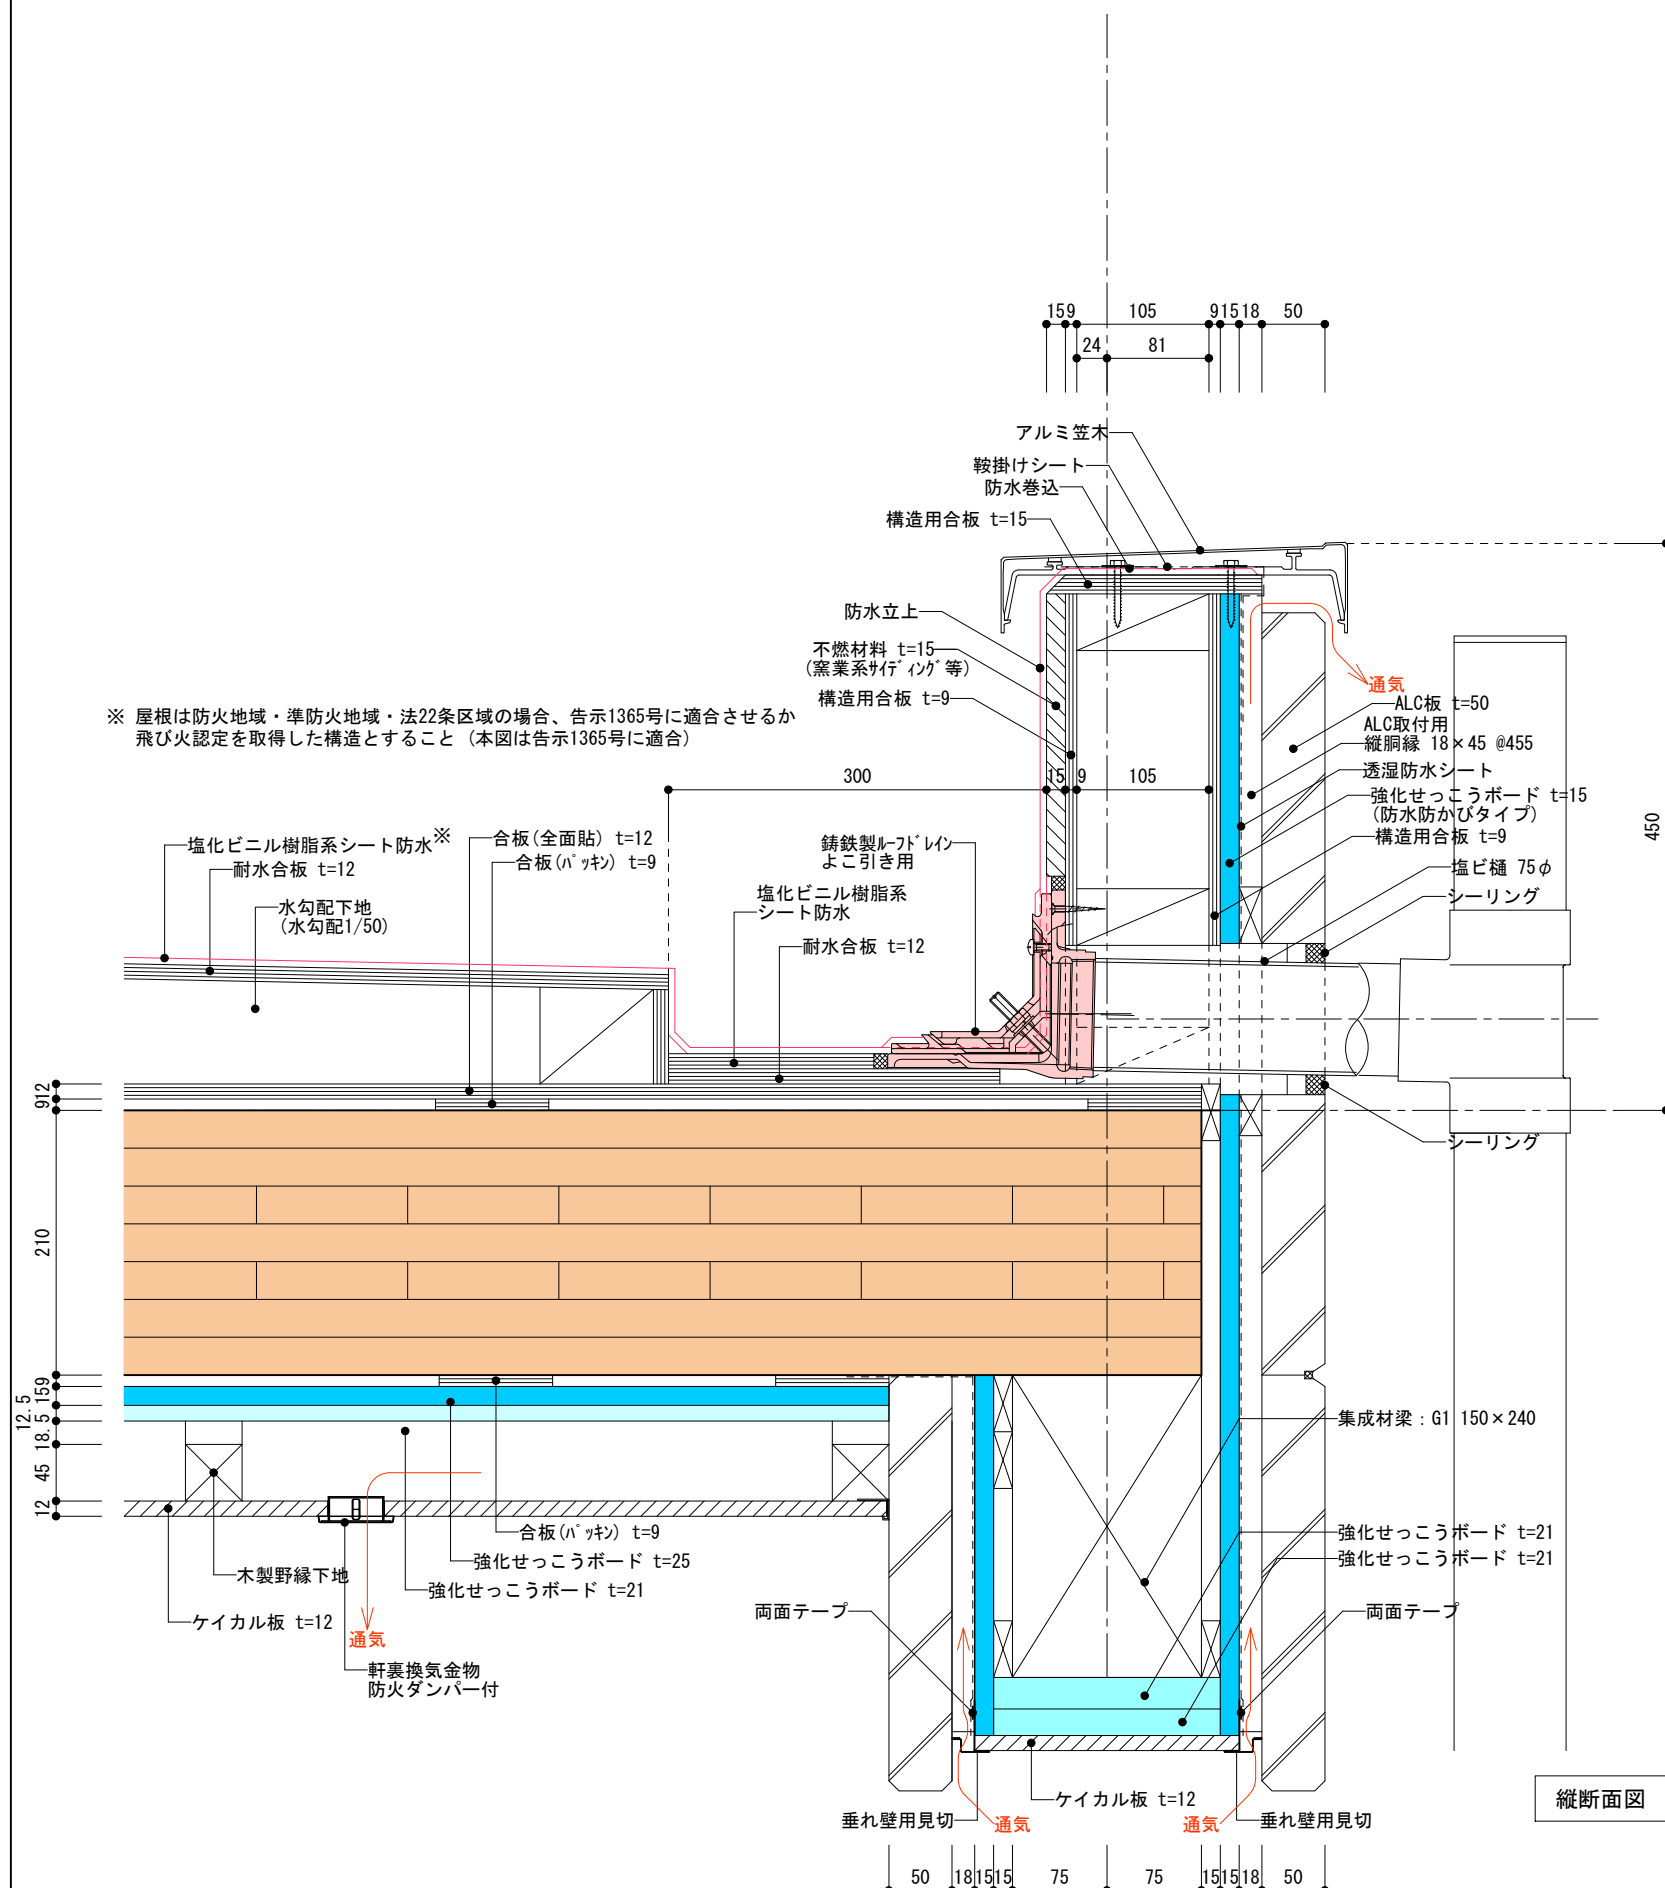 15 9 105 9 15 18 50
24 81
アルミ笠木
鞍掛けシート
防水巻込
構造用合板 t=15
防水立上
不燃材料 t=15
(窯業系ｻｲﾃﾞｨﾝｸﾞ等)
構造用合板 t=9
通気
ALC板 t=50
ALC取付用
縦胴縁 18×45 @455
透湿防水シート
強化せっこうボード t=15
(防水防かびタイプ)
構造用合板 t=9
塩ビ樋 75φ
シーリング
450
※ 屋根は防火地域・準防火地域・法22条区域の場合、告示1365号に適合させるか
飛び火認定を取得した構造とすること（本図は告示1365号に適合）
300 15 9 105
塩化ビニル樹脂系シート防水※
耐水合板 t=12
水勾配下地
(水勾配1/50)
合板(全面貼) t=12
合板(ﾊﾟｯｷﾝ) t=9
鋳鉄製ﾙｰﾌﾄﾞﾚｲﾝ
よこ引き用
塩化ビニル樹脂系
シート防水
耐水合板 t=12
シーリング
12
9
210
9
15
12.5
18.5
45
12
集成材梁：G1 150×240
合板(ﾊﾟｯｷﾝ) t=9
強化せっこうボード t=25
強化せっこうボード t=21
木製野縁下地
ケイカル板 t=12
通気
軒裏換気金物
防火ダンパー付
強化せっこうボード t=21
強化せっこうボード t=21
両面テープ
両面テープ
ケイカル板 t=12
垂れ壁用見切
通気
通気
垂れ壁用見切
縦断面図
50 18 15 15 75 75 15 15 18 50